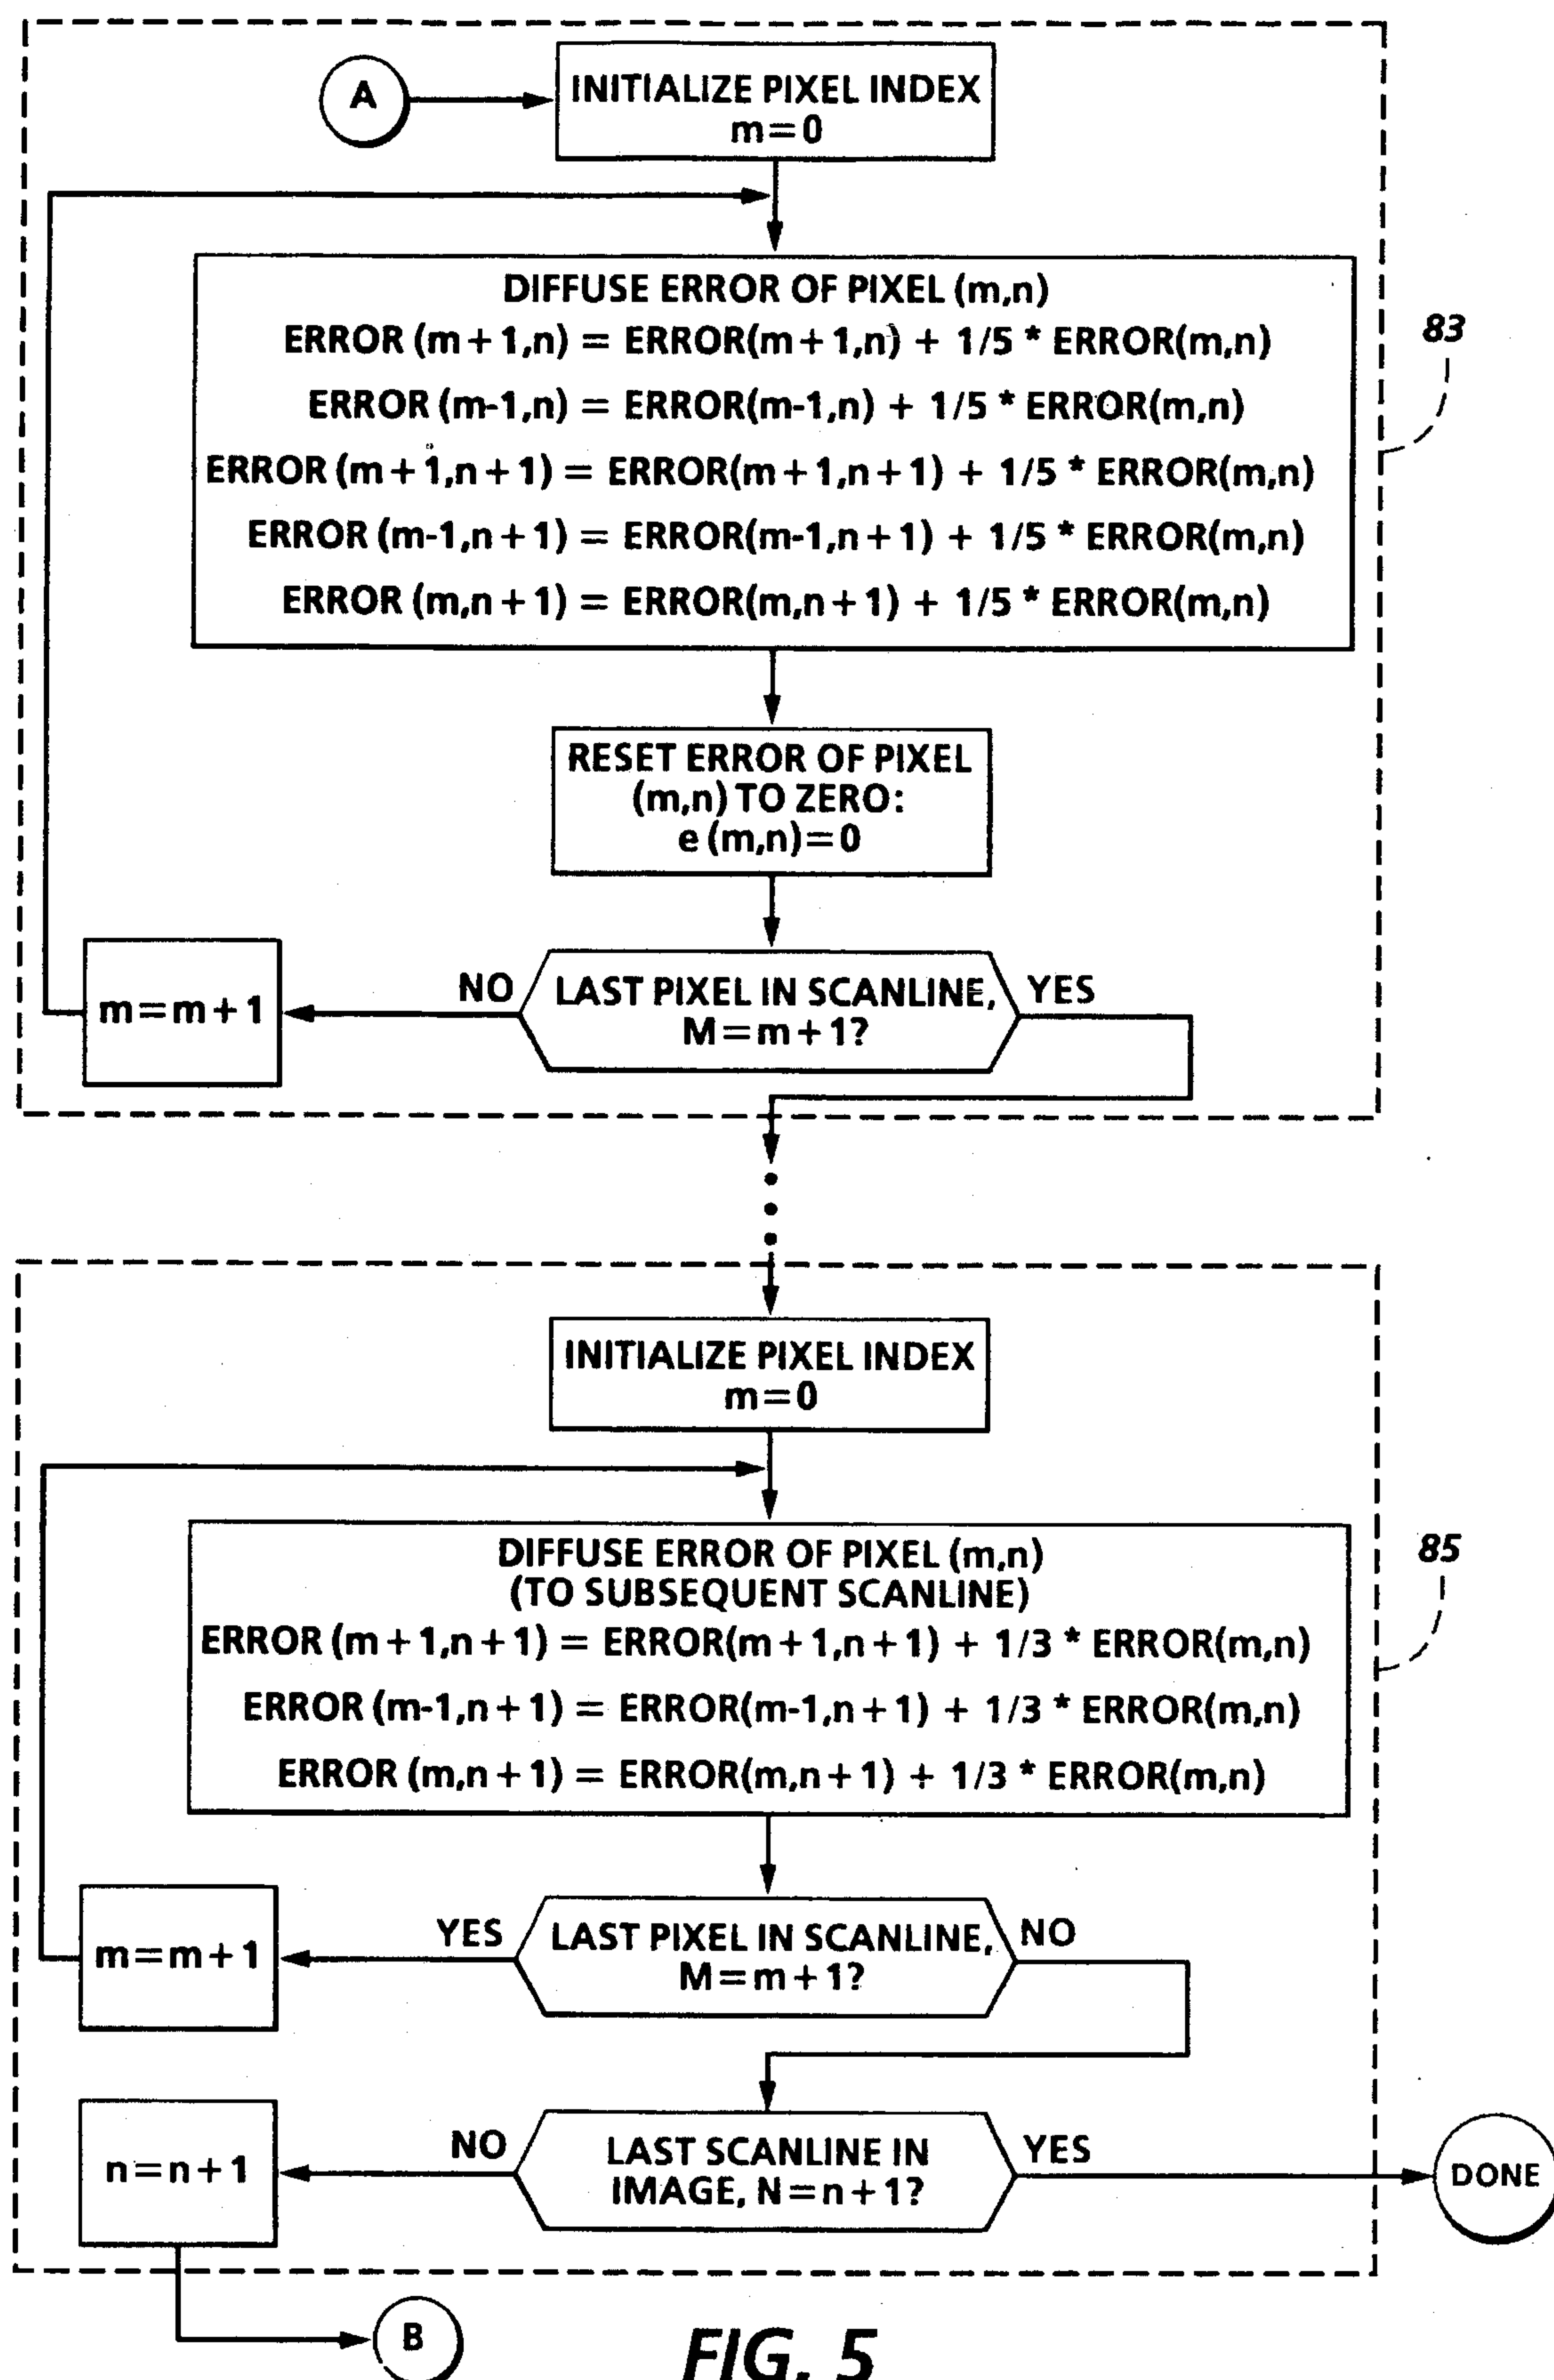 A
INITIALIZE PIXEL INDEX
m=0
DIFFUSE ERROR OF PIXEL (m,n)
ERROR (m+1,n) = ERROR(m+1,n) + 1/5 * ERROR(m,n)
ERROR (m-1,n) = ERROR(m-1,n) + 1/5 * ERROR(m,n)
ERROR (m+1,n+1) = ERROR(m+1,n+1) + 1/5 * ERROR(m,n)
ERROR (m-1,n+1) = ERROR(m-1,n+1) + 1/5 * ERROR(m,n)
ERROR (m,n+1) = ERROR(m,n+1) + 1/5 * ERROR(m,n)
83
RESET ERROR OF PIXEL
(m,n) TO ZERO:
e (m,n)=0
m=m+1
NO
LAST PIXEL IN SCANLINE,
M=m+1?
YES
INITIALIZE PIXEL INDEX
m=0
DIFFUSE ERROR OF PIXEL (m,n)
(TO SUBSEQUENT SCANLINE)
ERROR (m+1,n+1) = ERROR(m+1,n+1) + 1/3 * ERROR(m,n)
ERROR (m-1,n+1) = ERROR(m-1,n+1) + 1/3 * ERROR(m,n)
ERROR (m,n+1) = ERROR(m,n+1) + 1/3 * ERROR(m,n)
85
m=m+1
YES
LAST PIXEL IN SCANLINE,
M=m+1?
NO
n=n+1
NO
LAST SCANLINE IN
IMAGE, N=n+1?
YES
DONE
B
FIG. 5